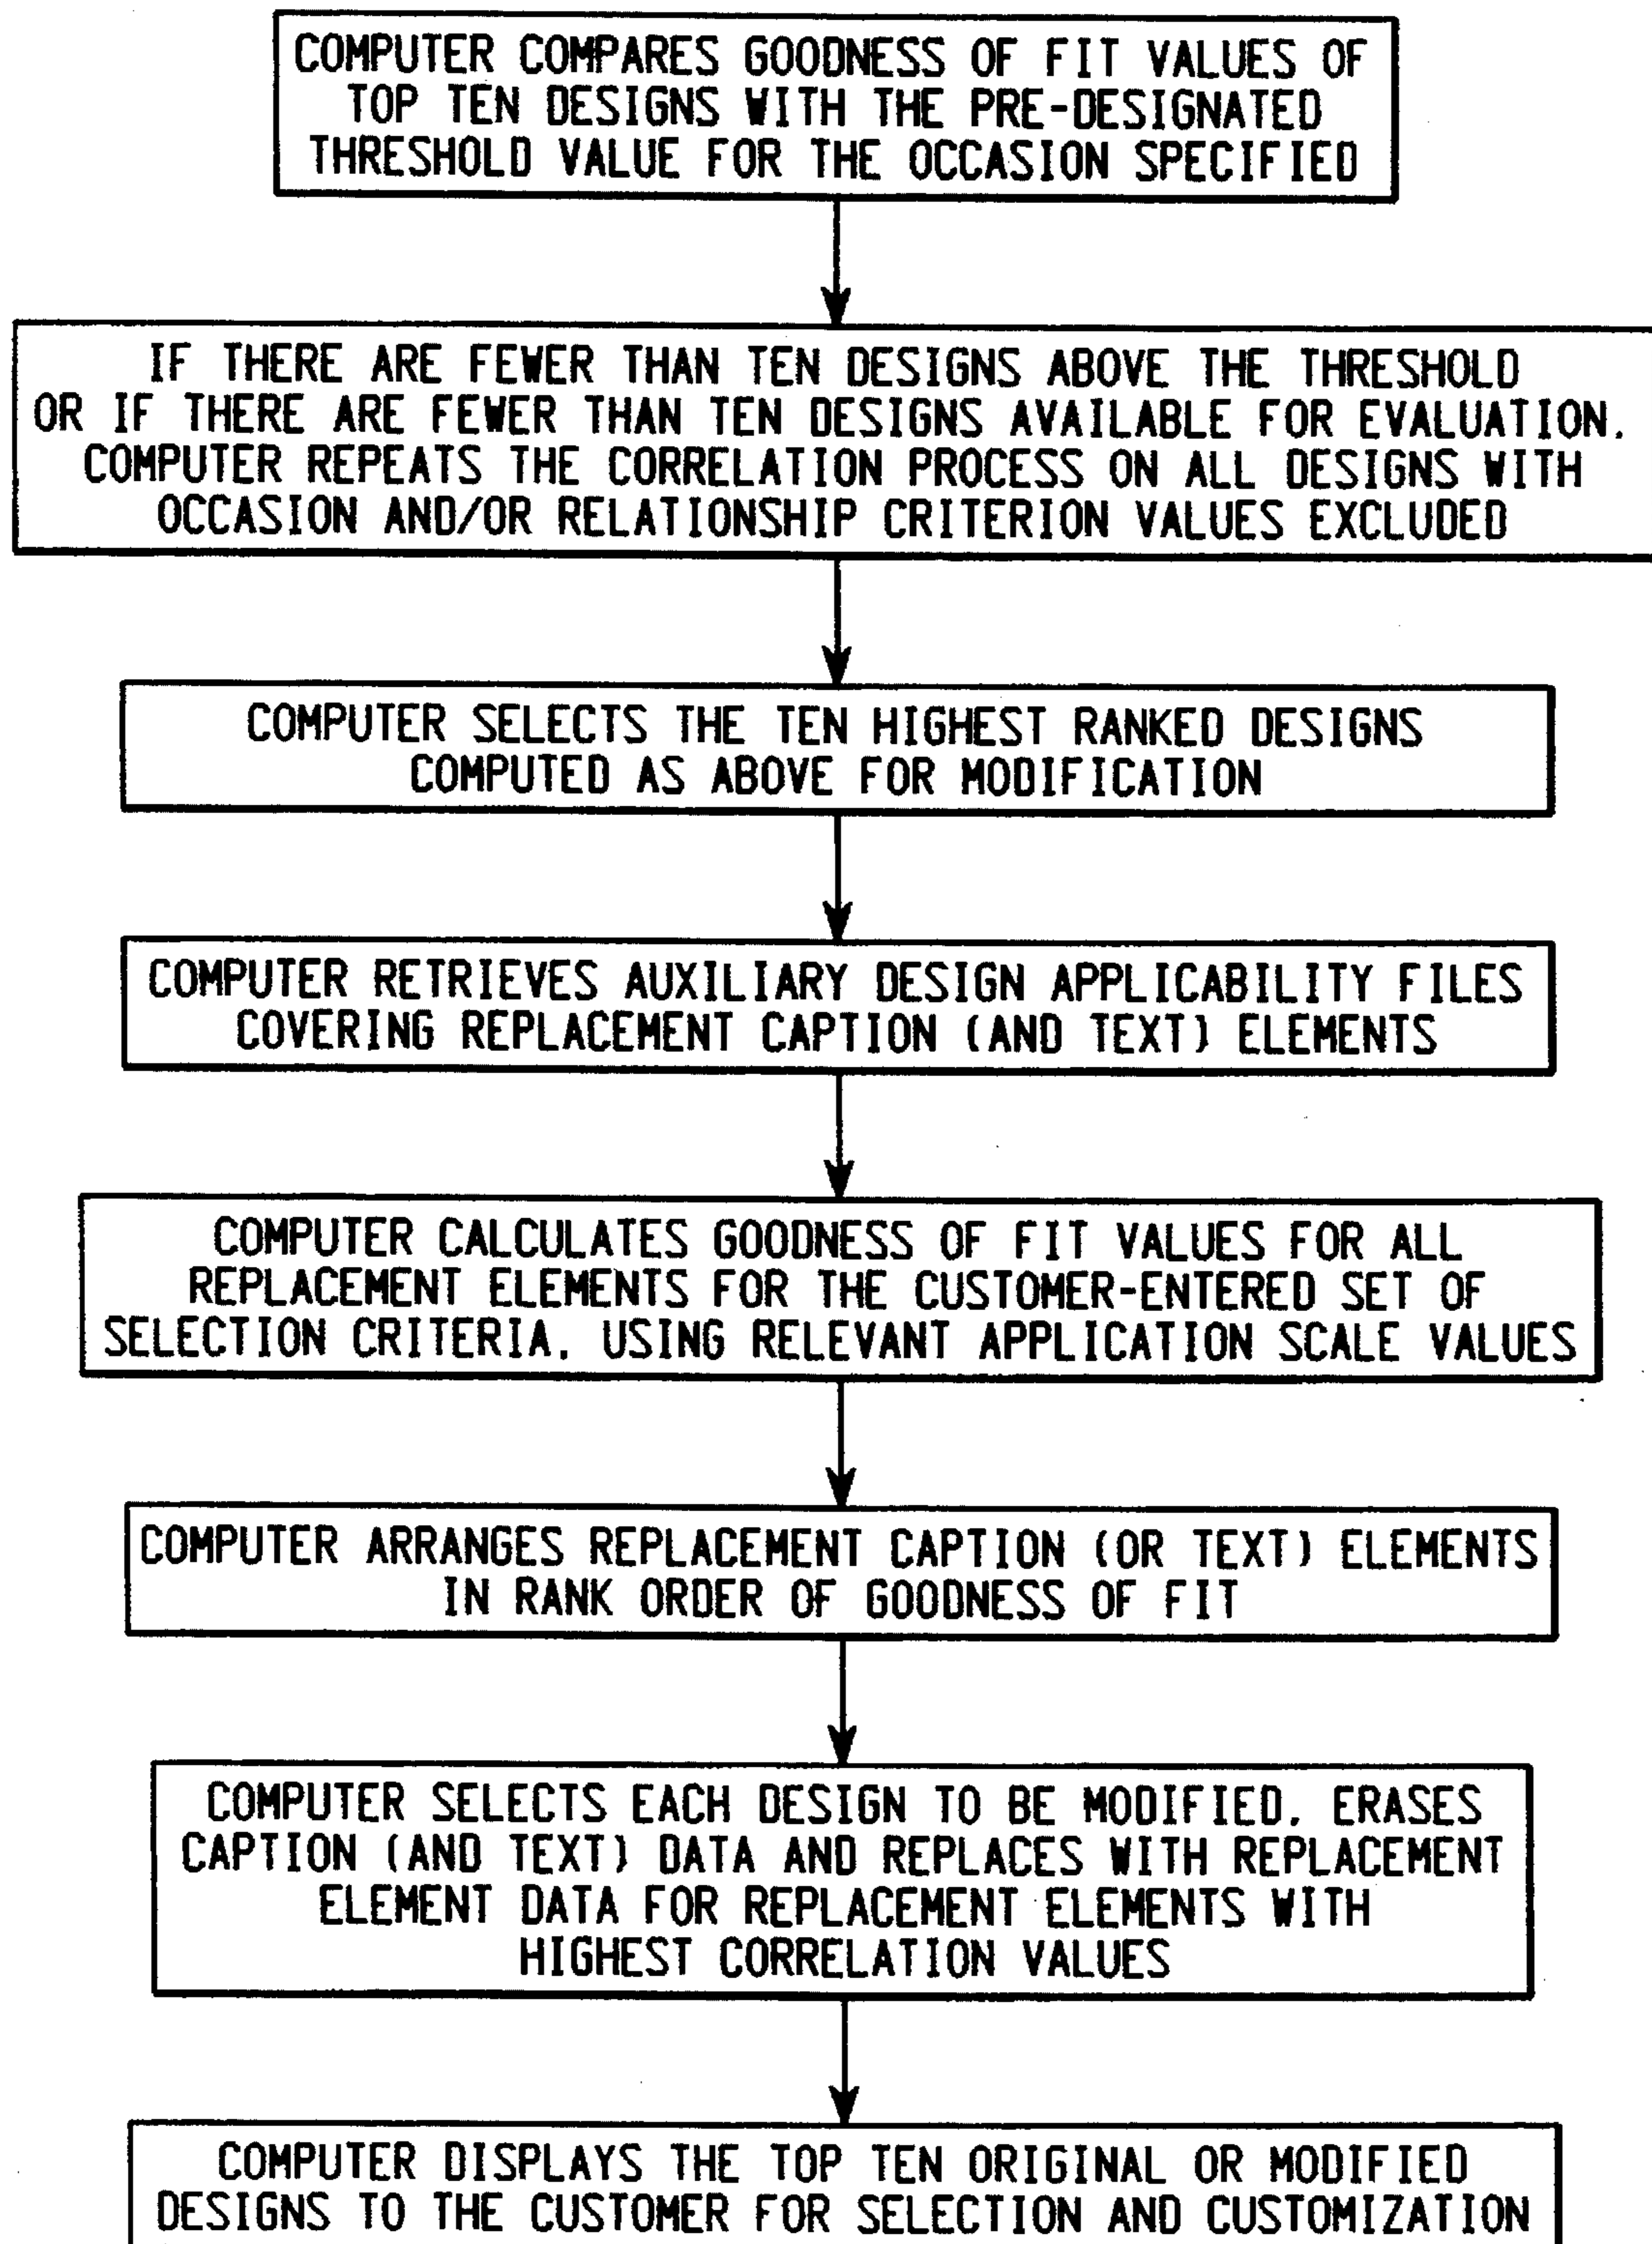 COMPUTER COMPARES GOODNESS OF FIT VALUES OF
TOP TEN DESIGNS WITH THE PRE-DESIGNATED
THRESHOLD VALUE FOR THE OCCASION SPECIFIED
IF THERE ARE FEWER THAN TEN DESIGNS ABOVE THE THRESHOLD
OR IF THERE ARE FEWER THAN TEN DESIGNS AVAILABLE FOR EVALUATION.
COMPUTER REPEATS THE CORRELATION PROCESS ON ALL DESIGNS WITH
OCCASION AND/OR RELATIONSHIP CRITERION VALUES EXCLUDED
COMPUTER SELECTS THE TEN HIGHEST RANKED DESIGNS
COMPUTED AS ABOVE FOR MODIFICATION
COMPUTER RETRIEVES AUXILIARY DESIGN APPLICABILITY FILES
COVERING REPLACEMENT CAPTION (AND TEXT) ELEMENTS
COMPUTER CALCULATES GOODNESS OF FIT VALUES FOR ALL
REPLACEMENT ELEMENTS FOR THE CUSTOMER-ENTERED SET OF
SELECTION CRITERIA. USING RELEVANT APPLICATION SCALE VALUES
COMPUTER ARRANGES REPLACEMENT CAPTION (OR TEXT) ELEMENTS
IN RANK ORDER OF GOODNESS OF FIT
COMPUTER SELECTS EACH DESIGN TO BE MODIFIED. ERASES
CAPTION (AND TEXT) DATA AND REPLACES WITH REPLACEMENT
ELEMENT DATA FOR REPLACEMENT ELEMENTS WITH
HIGHEST CORRELATION VALUES
COMPUTER DISPLAYS THE TOP TEN ORIGINAL OR MODIFIED
DESIGNS TO THE CUSTOMER FOR SELECTION AND CUSTOMIZATION